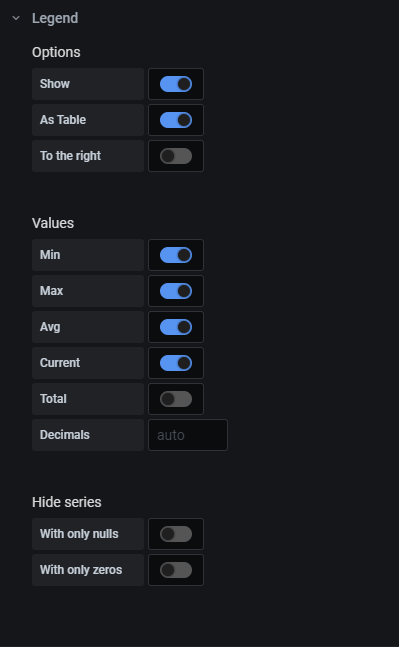 Legend
Options
Show
As Table
To the right
Values
Min
Max
Avg
Current
Total
Decimals auto
Hide series
With only nulls
With only zeros